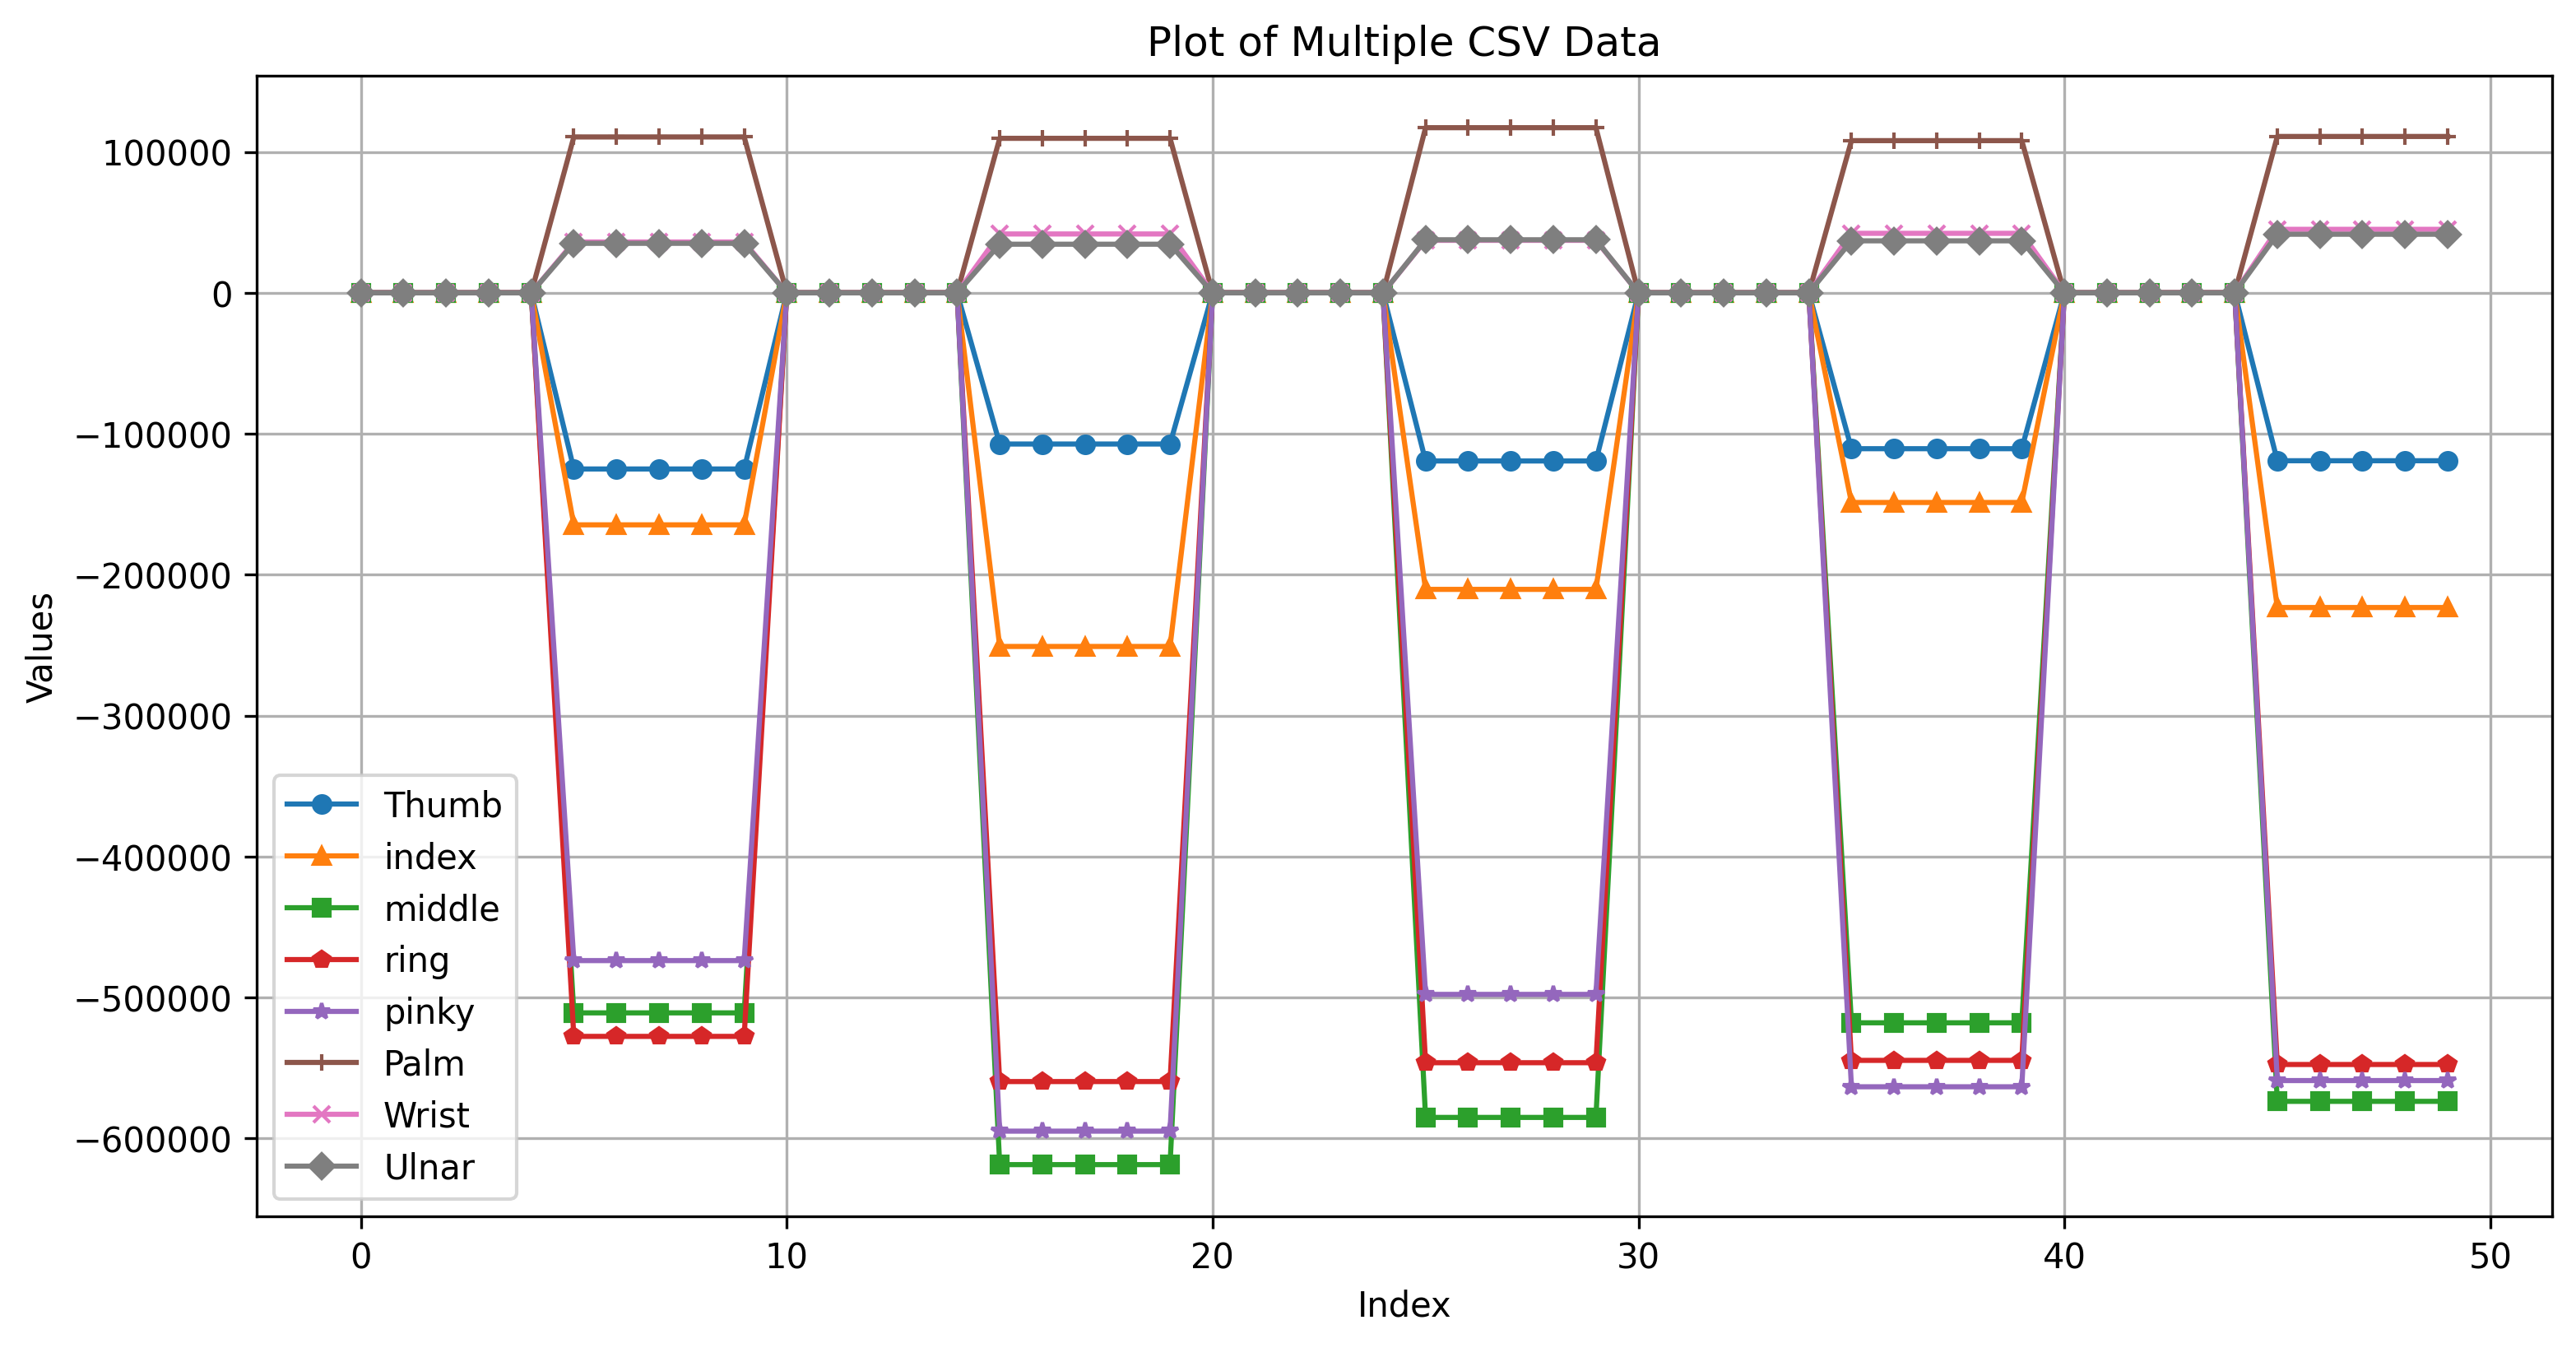 Plot of Multiple CSV Data
Values
100000
0
−100000
−200000
−300000
−400000
−500000
−600000
Thumb
index
middle
ring
pinky
Palm
Wrist
Ulnar
0 10 20 30 40 50
Index